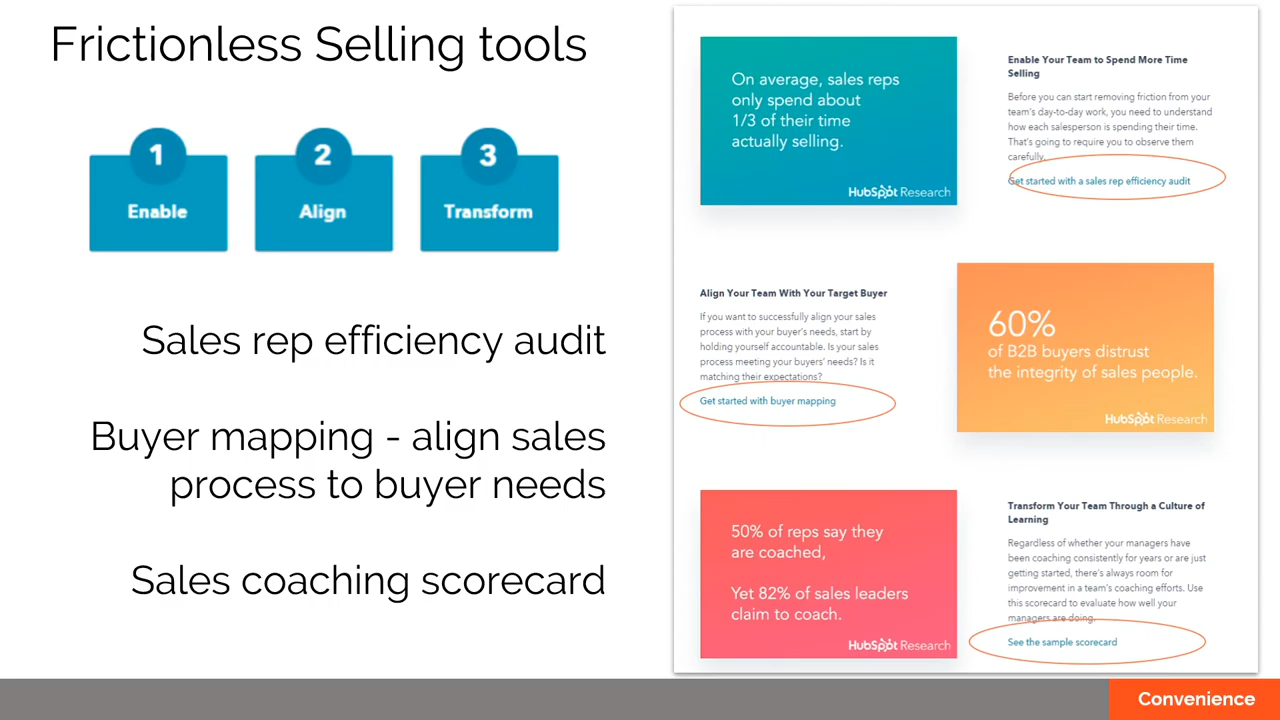 Frictionless Selling tools
1
2
3
Enable
Align
Transform
Sales rep efficiency audit
Buyer mapping - align sales
process to buyer needs
Sales coaching scorecard
On average, sales reps
only spend about
1/3 of their time
actually selling.
HubSpot Research
Enable Your Team to Spend More Time
Selling
Before you can start removing friction from your
team's day-to-day work, you need to understand
how each salesperson is spending their time.
That's going to require you to observe them
carefully.
Get started with a sales rep efficiency audit
Align Your Team With Your Target Buyer
If you want to successfully align your sales
process with your buyer's needs, start by
holding yourself accountable. Is your sales
process meeting your buyers' needs? Is it
matching their expectations?
Get started with buyer mapping
60%
of B2B buyers distrust
the integrity of sales people.
HubSpot Research
50% of reps say they
are coached,
Yet 82% of sales leaders
claim to coach.
HubSpot Research
Transform Your Team Through a Culture of
Learning
Regardless of whether your managers have
been coaching consistently for years or are just
getting started, there's always room for
improvement in a team's coaching efforts. Use
this scorecard to evaluate how well your
managers are doing.
See the sample scorecard
Convenience